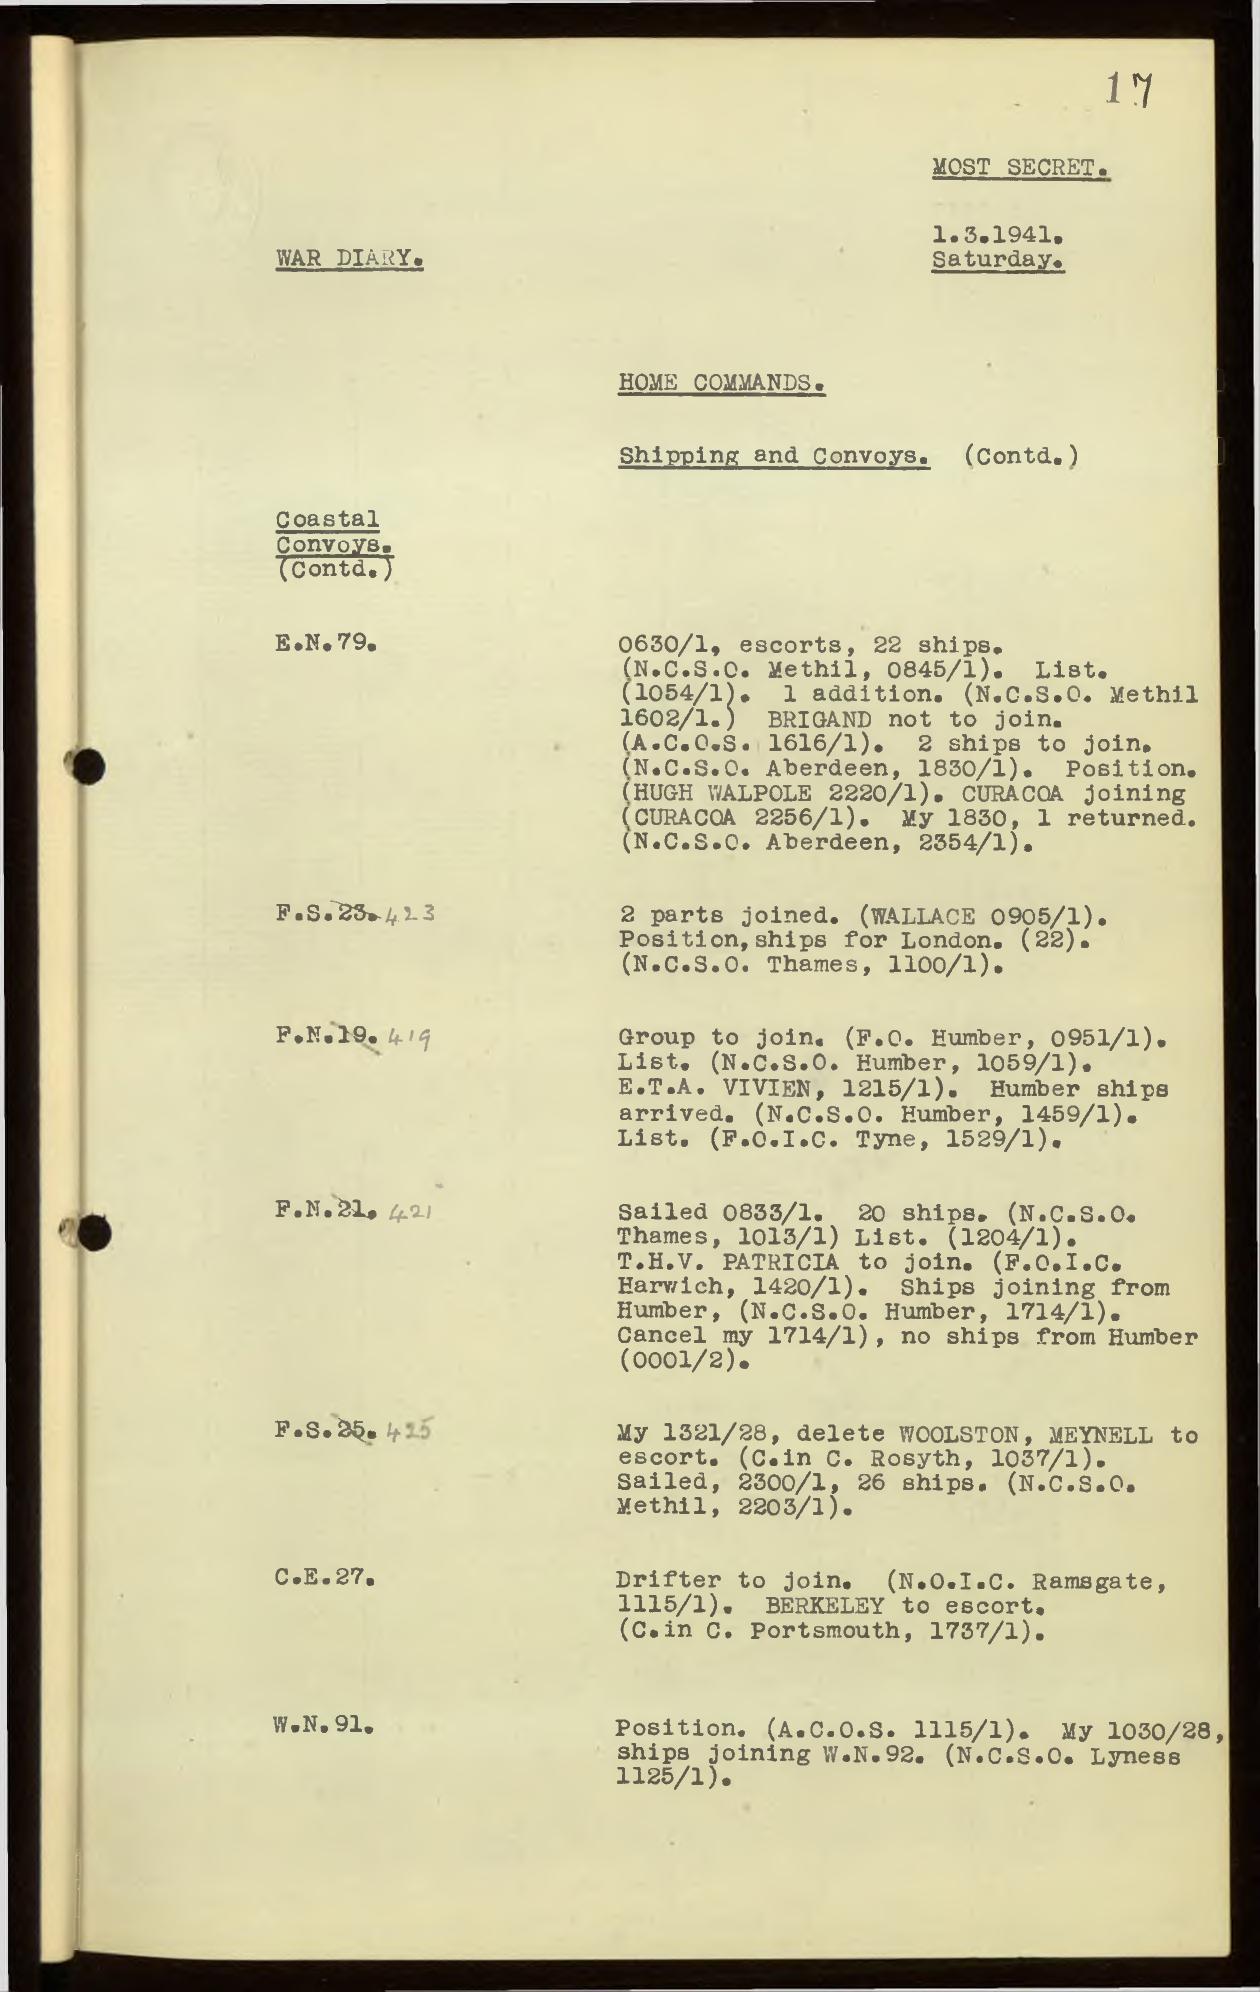 17
MOST SECRET.
1.3.1941.
Saturday.
WAR DIARY.
HOME COMMANDS.
Shipping and Convoys. (Contd.)
Coastal
Convoys.
(Contd.)
E.N.79.
0630/1, escorts, 22 ships.
(N.C.S.O. Methil, 0845/1). List.
(1054/1). 1 addition. (N.C.S.O. Methil
1602/1.) BRIGAND not to join.
(A.C.O.S. 1616/1). 2 ships to join.
(N.C.S.O. Aberdeen, 1830/1). Position.
(HUGH WALPOLE 2220/1). CURACOA joining
(CURACOA 2256/1). My 1830, 1 returned.
(N.C.S.O. Aberdeen, 2354/1).
F.S.23. 423
2 parts joined. (WALLACE 0905/1).
Position, ships for London. (22).
(N.C.S.O. Thames, 1100/1).
F.N.19. 419
Group to join. (F.O. Humber, 0951/1).
List. (N.C.S.O. Humber, 1059/1).
E.T.A. VIVIEN, 1215/1). Humber ships
arrived. (N.C.S.O. Humber, 1459/1).
List. (F.O.I.C. Tyne, 1529/1).
F.N.21. 421
Sailed 0833/1. 20 ships. (N.C.S.O.
Thames, 1013/1) List. (1204/1).
T.H.V. PATRICIA to join. (F.O.I.C.
Harwich, 1420/1). Ships joining from
Humber, (N.C.S.O. Humber, 1714/1).
Cancel my 1714/1), no ships from Humber
(0001/2).
F.S.25. 425
My 1321/28, delete WOOLSTON, MEYNELL to
escort. (C.in C. Rosyth, 1037/1).
Sailed, 2300/1, 26 ships. (N.C.S.O.
Methil, 2203/1).
C.E.27.
Drifter to join. (N.O.I.C. Ramsgate,
1115/1). BERKELEY to escort.
(C.in C. Portsmouth, 1737/1).
W.N.91.
Position. (A.C.O.S. 1115/1). My 1030/28,
ships joining W.N.92. (N.C.S.O. Lyness
1125/1).